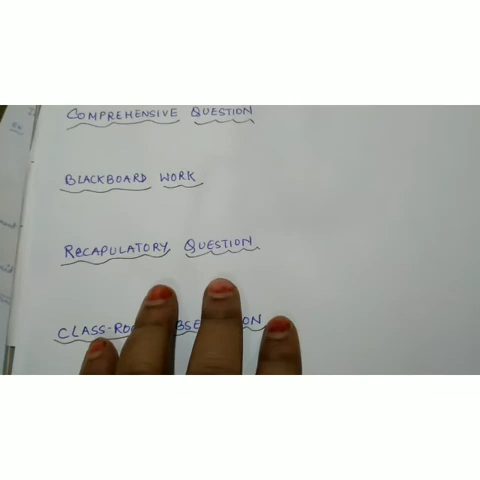 COMPREHENSIVE QUESTION
BLACKBOARD WORK
RECAPULATORY QUESTION